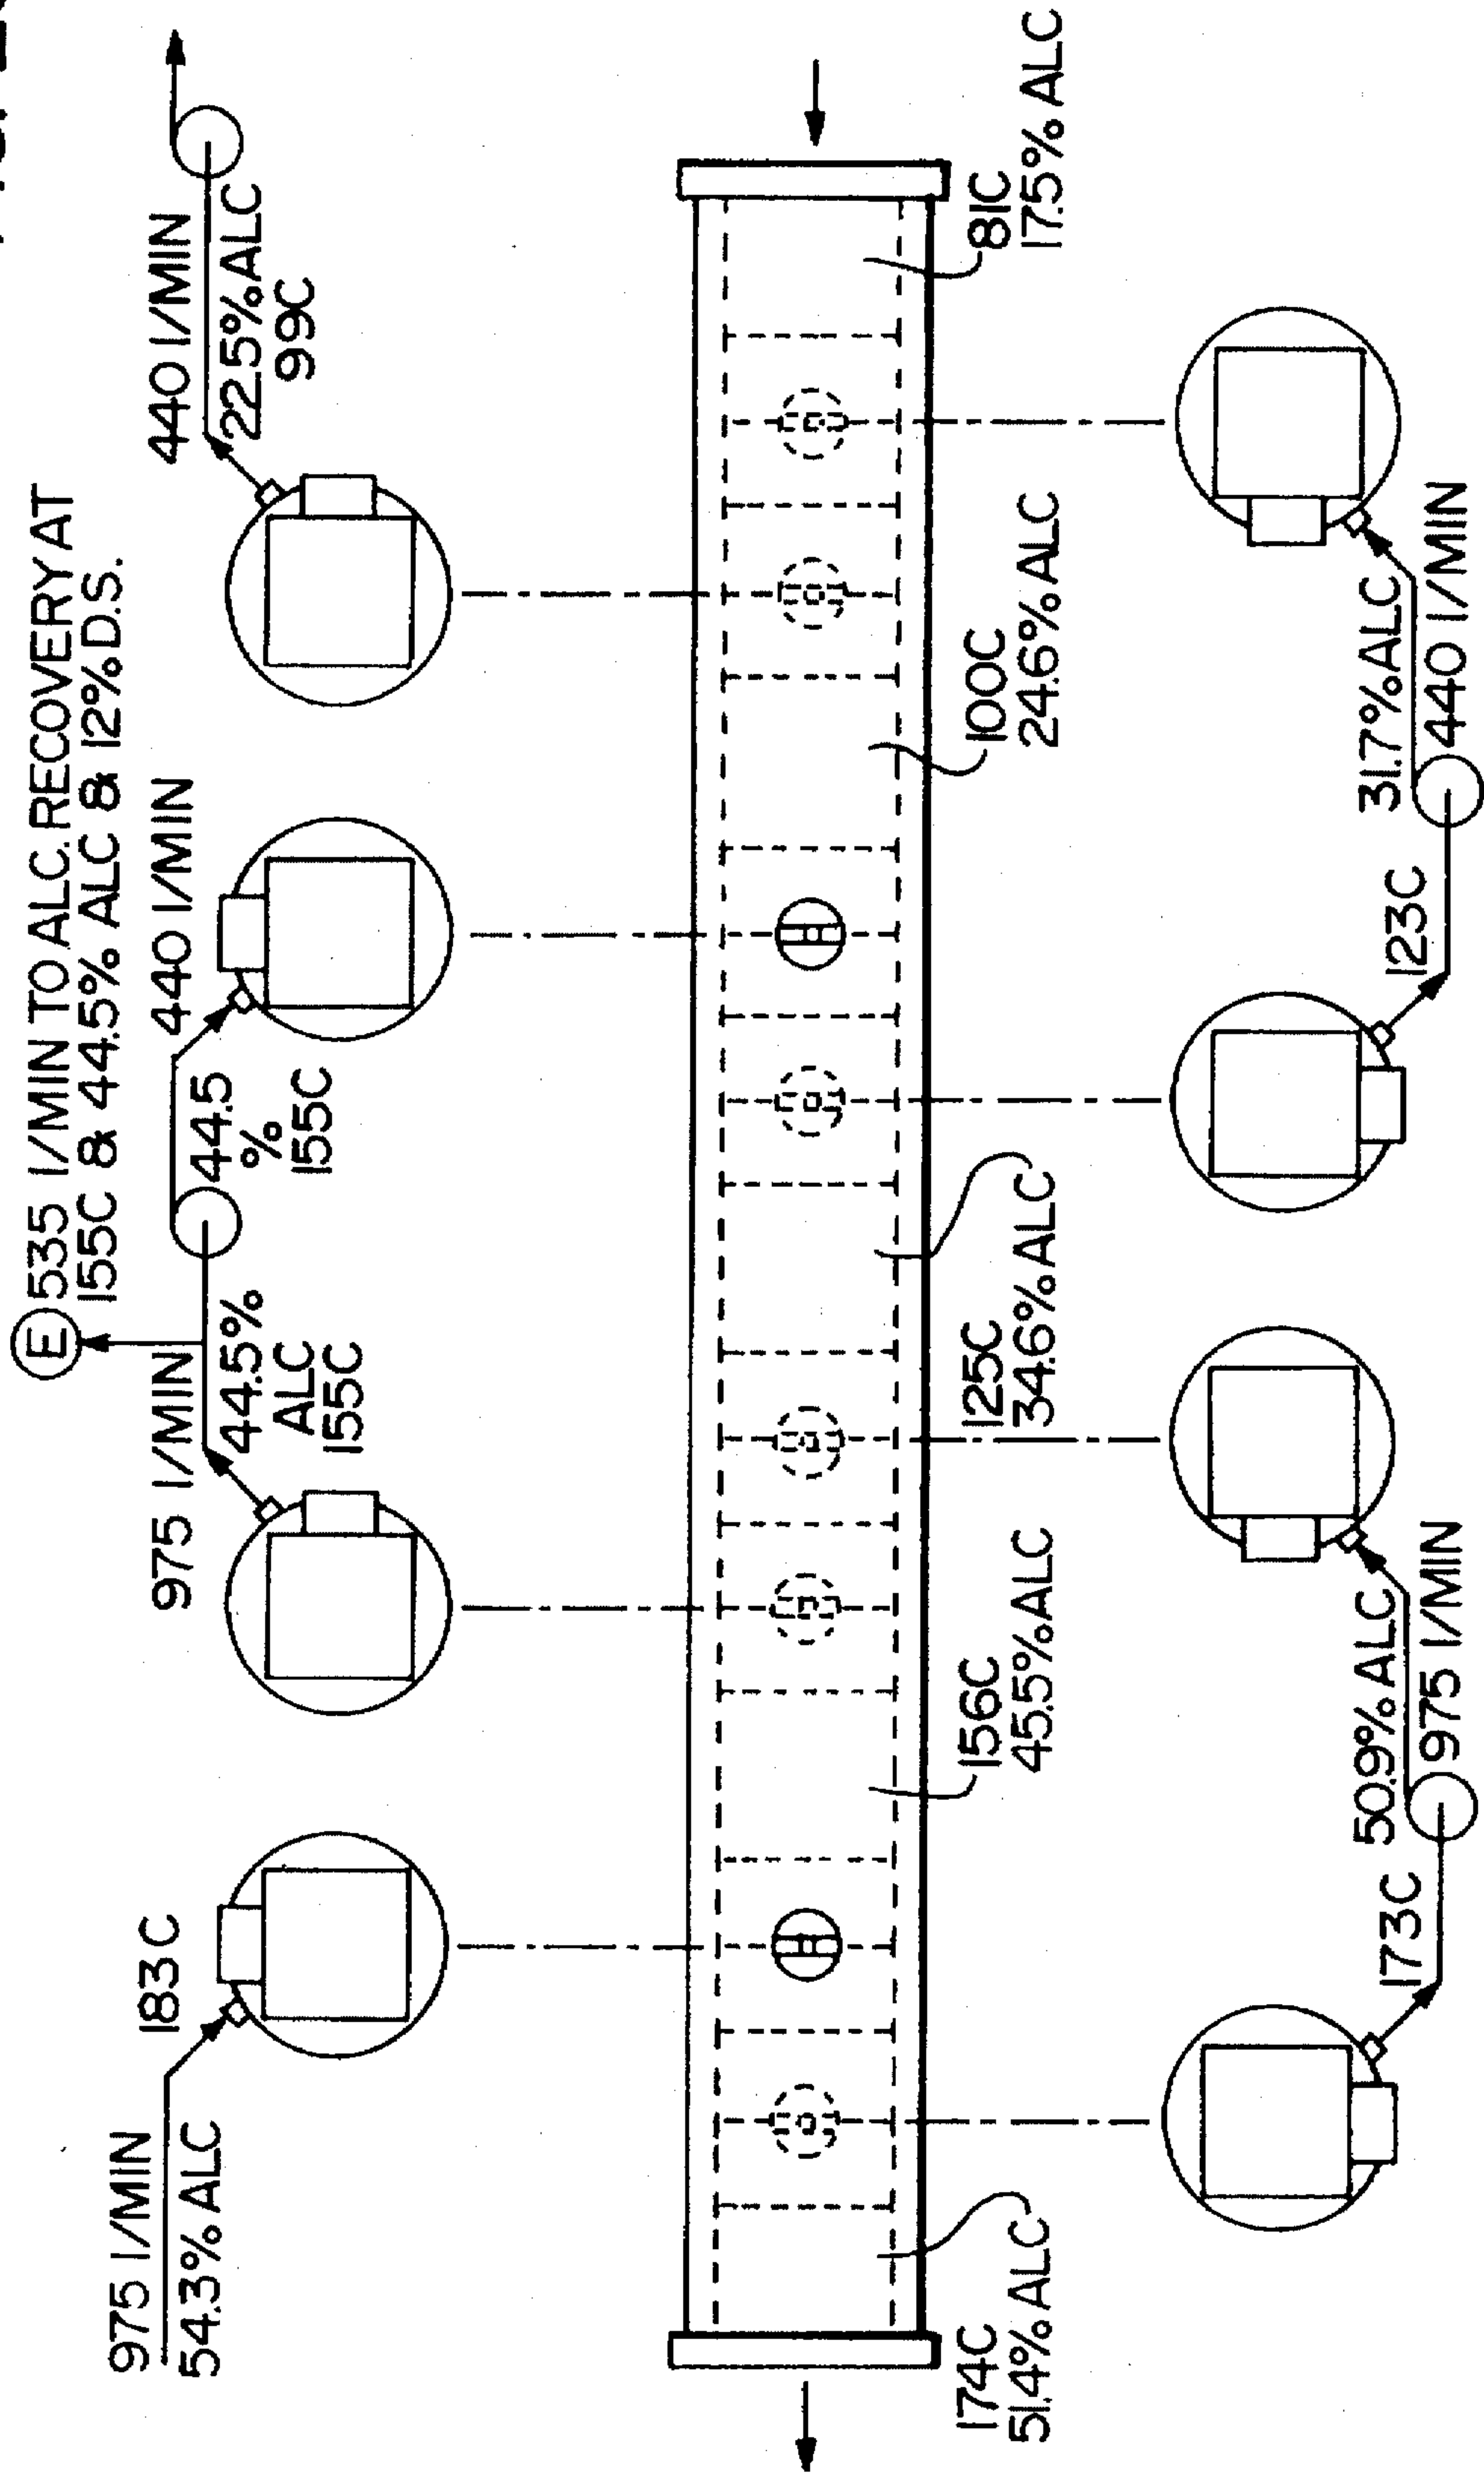 975 l/MIN
54.3% ALC
183C
975 l/MIN
44.5%
ALC
155C
E
535 l/MIN TO ALC. RECOVERY AT
155C & 44.5% ALC & 12% D.S.
44.5
%
155C
440 l/MIN
440 l/MIN
22.5% ALC
99C
174C
51.4% ALC
156C
45.5% ALC
125C
34.6% ALC
100C
24.6% ALC
81C
17.5% ALC
173C
50.9% ALC
975 l/MIN
123C
31.7% ALC
440 l/MIN